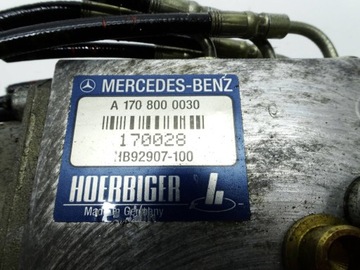 MERCEDES-BENZ
A 170 800 0030
170028
HB92907-100
HOERBIGER
Made in Germany